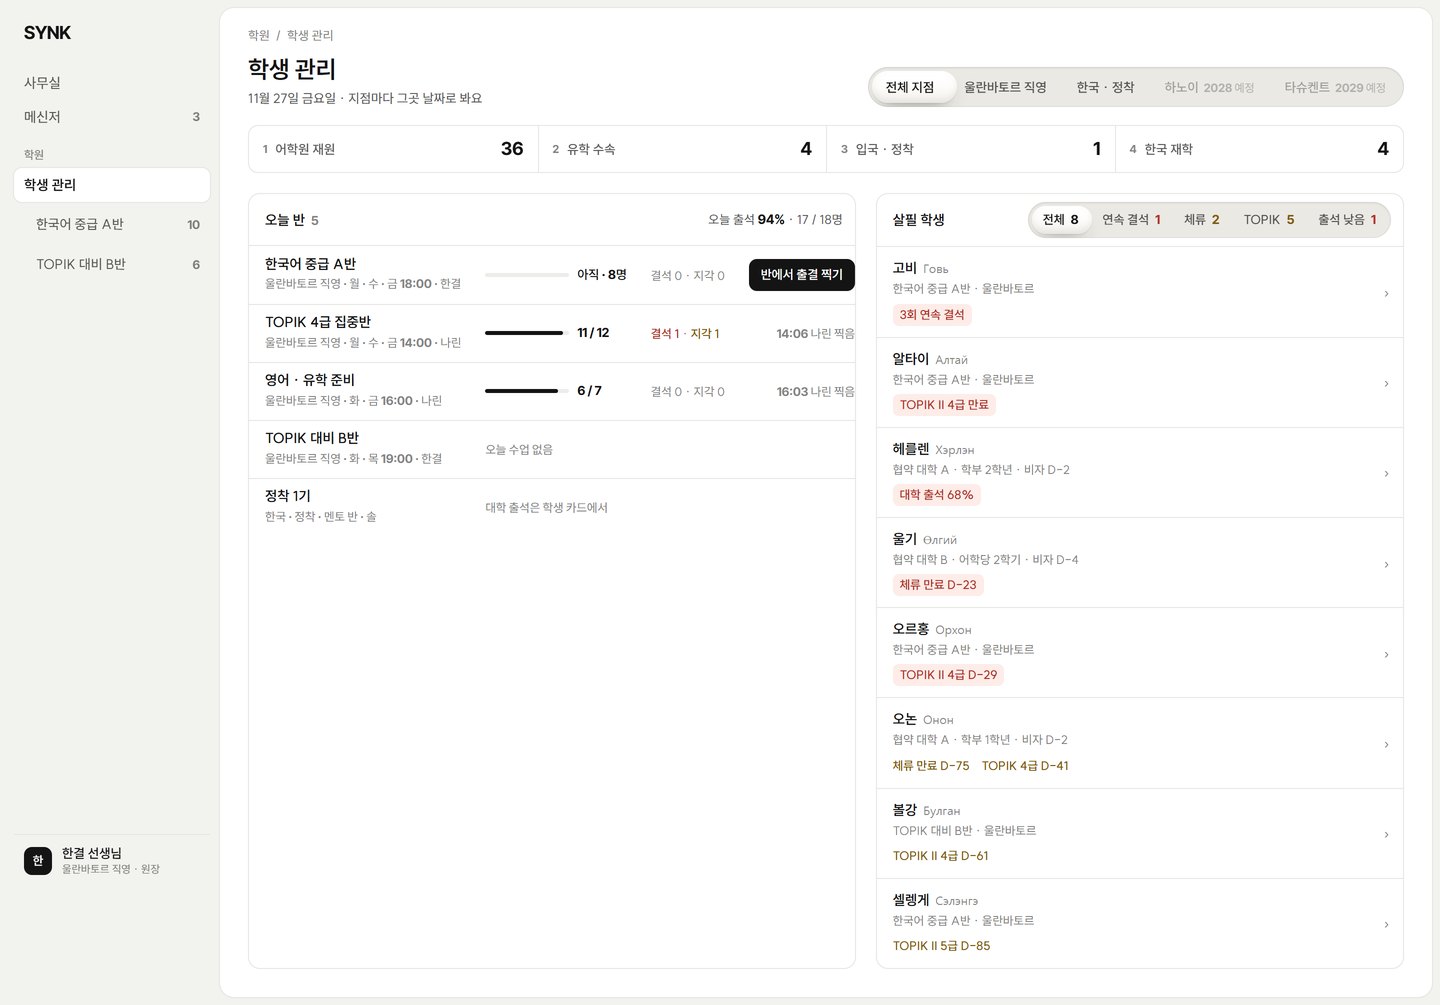 SYNK
사무실
메신저 3
학원
학생 관리
한국어 중급 A반 10
TOPIK 대비 B반 6
한
한결 선생님
울란바토르 직영 · 원장
학원 / 학생 관리
학생 관리
11월 27일 금요일 · 지점마다 그곳 날짜로 봐요
전체 지점 울란바토르 직영 한국 · 정착 하노이 2028 예정 타슈켄트 2029 예정
1 어학원 재원 36
2 유학 수속 4
3 입국 · 정착 1
4 한국 재학 4
오늘 반 5
오늘 출석 94% · 17 / 18명
한국어 중급 A반
울란바토르 직영 · 월 · 수 · 금 18:00 · 한결
아직 · 8명
결석 0 · 지각 0
반에서 출결 찍기
TOPIK 4급 집중반
울란바토르 직영 · 월 · 수 · 금 14:00 · 나린
11 / 12
결석 1 · 지각 1
14:06 나린 찍음
영어 · 유학 준비
울란바토르 직영 · 화 · 금 16:00 · 나린
6 / 7
결석 0 · 지각 0
16:03 나린 찍음
TOPIK 대비 B반
울란바토르 직영 · 화 · 목 19:00 · 한결
오늘 수업 없음
정착 1기
한국 · 정착 · 멘토 반 · 솔
대학 출석은 학생 카드에서
살필 학생
전체 8 연속 결석 1 체류 2 TOPIK 5 출석 낮음 1
고비 Говь
한국어 중급 A반 · 울란바토르
3회 연속 결석
알타이 Алтай
한국어 중급 A반 · 울란바토르
TOPIK II 4급 만료
헤를렌 Хэрлэн
협약 대학 A · 학부 2학년 · 비자 D-2
대학 출석 68%
울기 Өлгий
협약 대학 B · 어학당 2학기 · 비자 D-4
체류 만료 D-23
오르홍 Орхон
한국어 중급 A반 · 울란바토르
TOPIK II 4급 D-29
오논 Онон
협약 대학 A · 학부 1학년 · 비자 D-2
체류 만료 D-75 TOPIK 4급 D-41
볼강 Булган
TOPIK 대비 B반 · 울란바토르
TOPIK II 4급 D-61
셀렝게 Сэлэнгэ
한국어 중급 A반 · 울란바토르
TOPIK II 5급 D-85